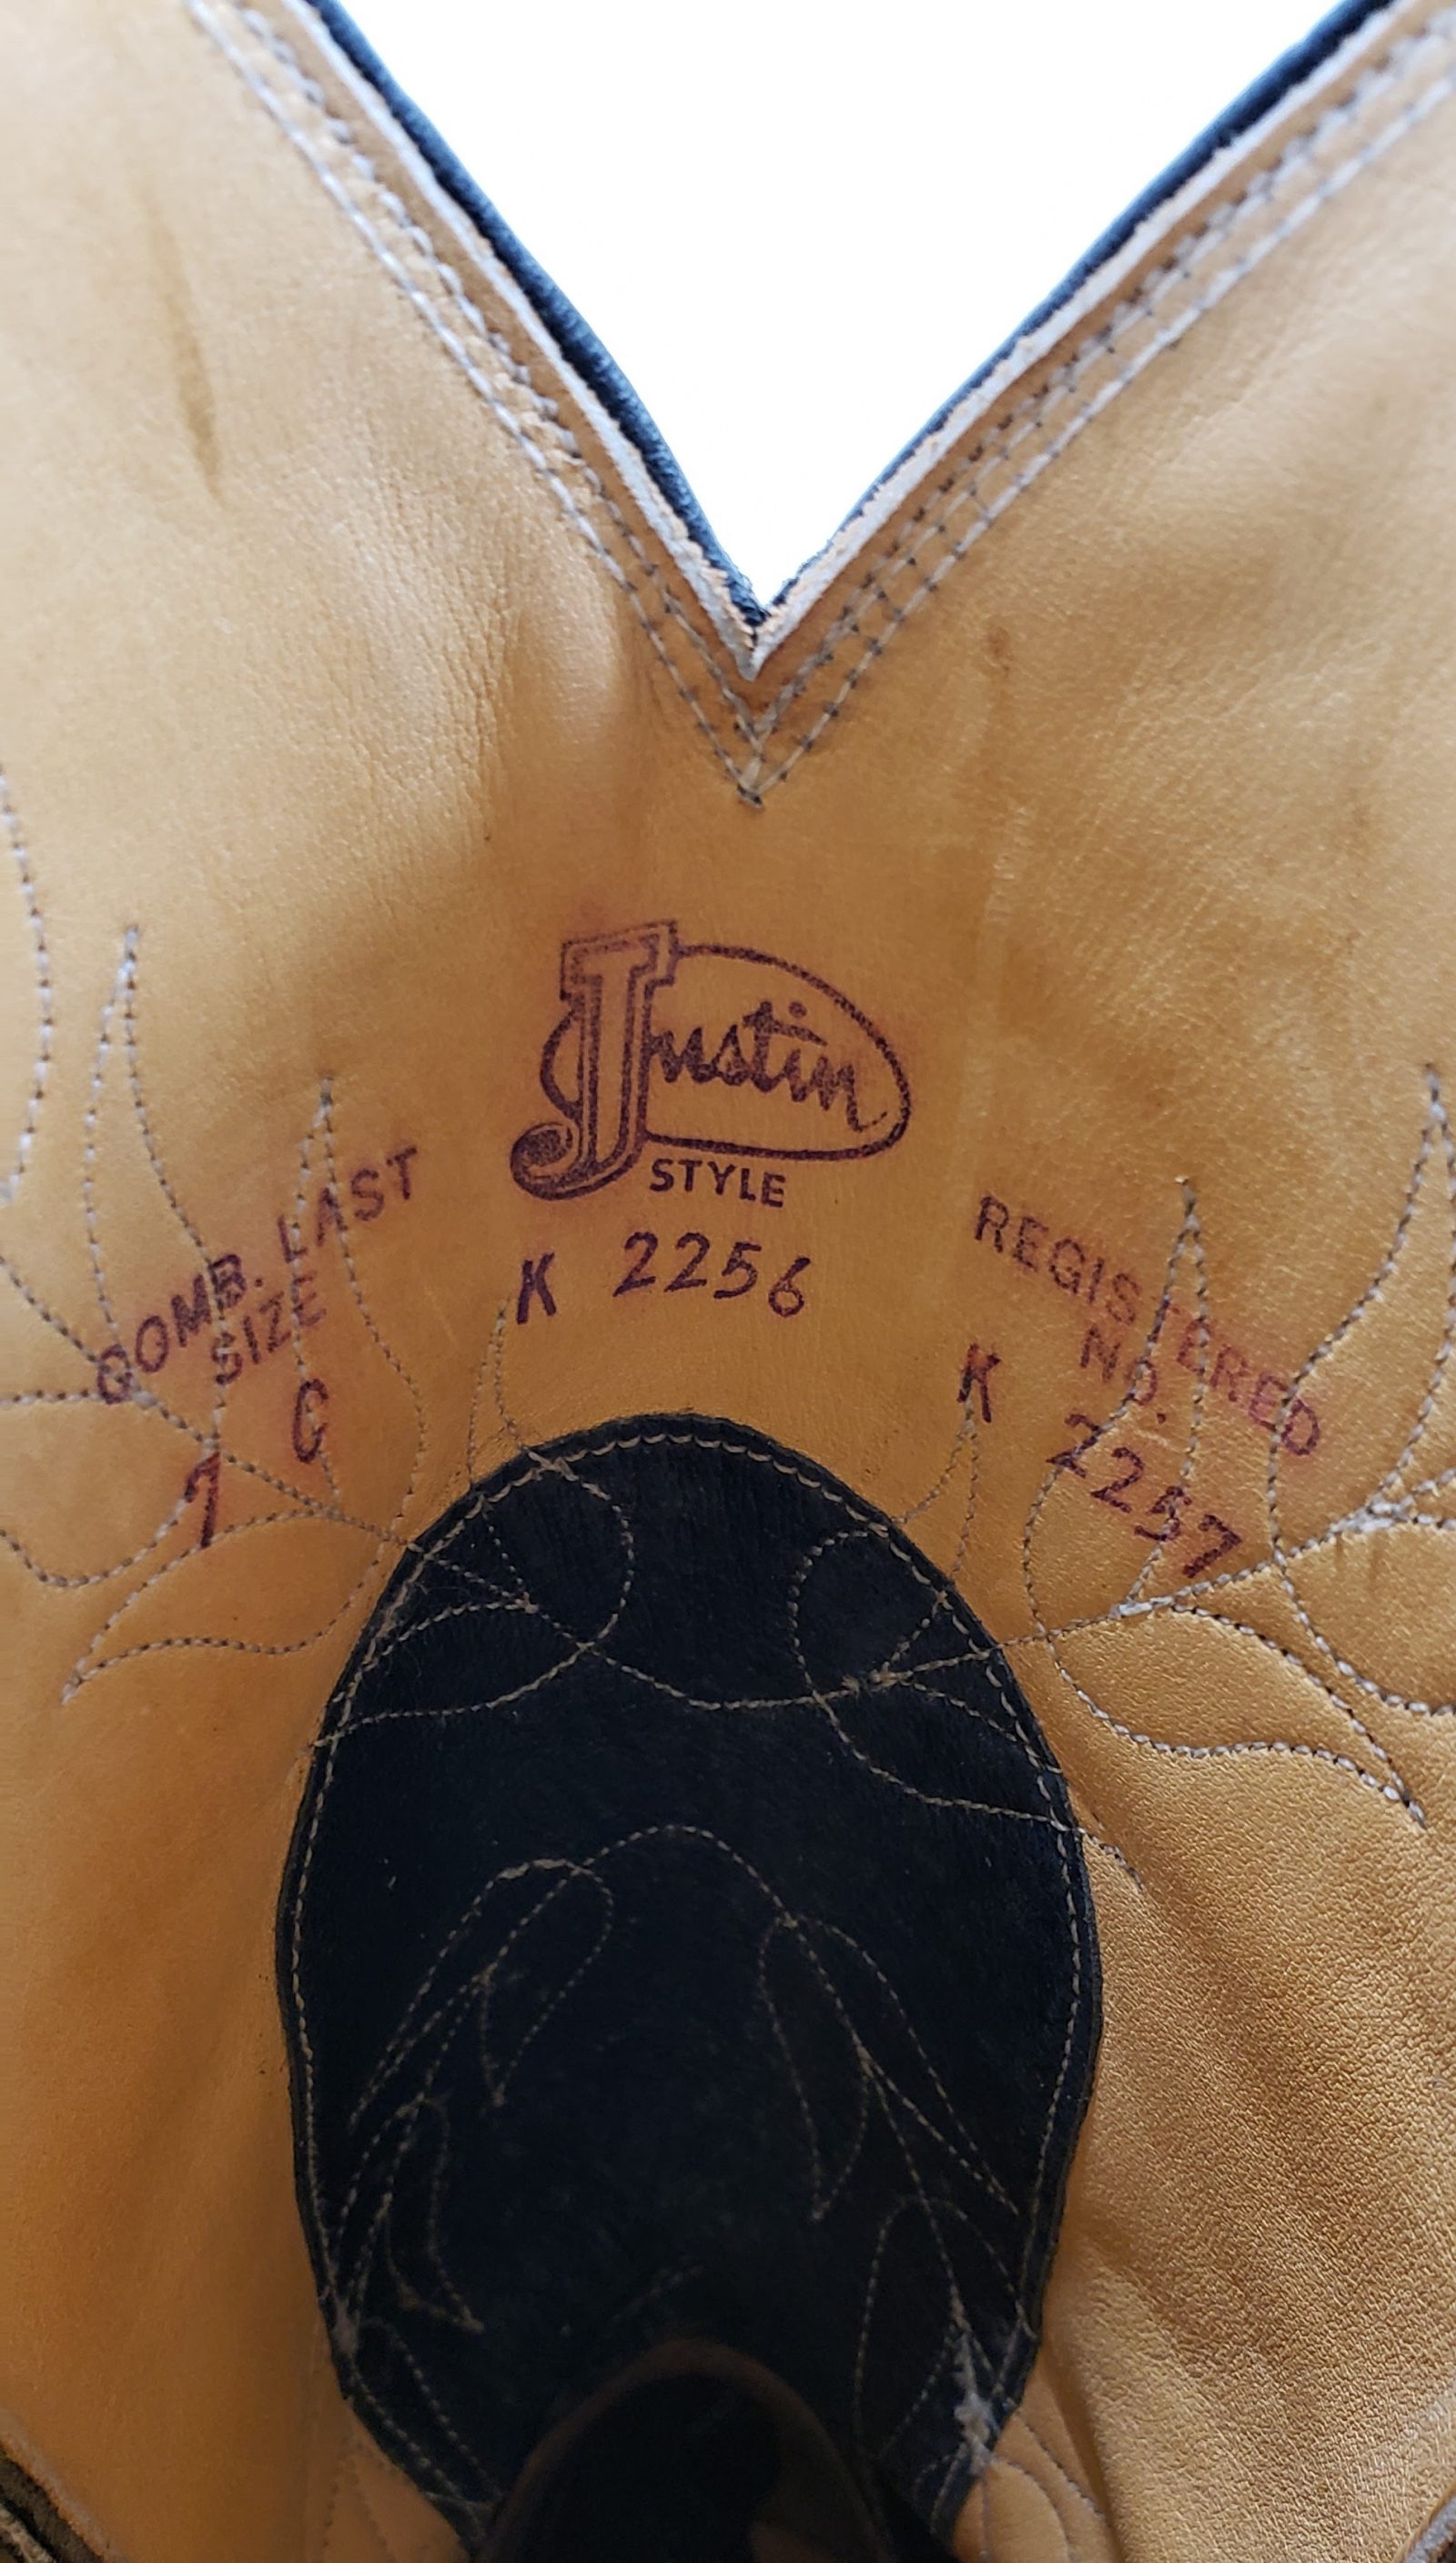 Justin
STYLE
K 2256
COMB. LAST
SIZE
7 C
REGISTERED
NO.
K 2257